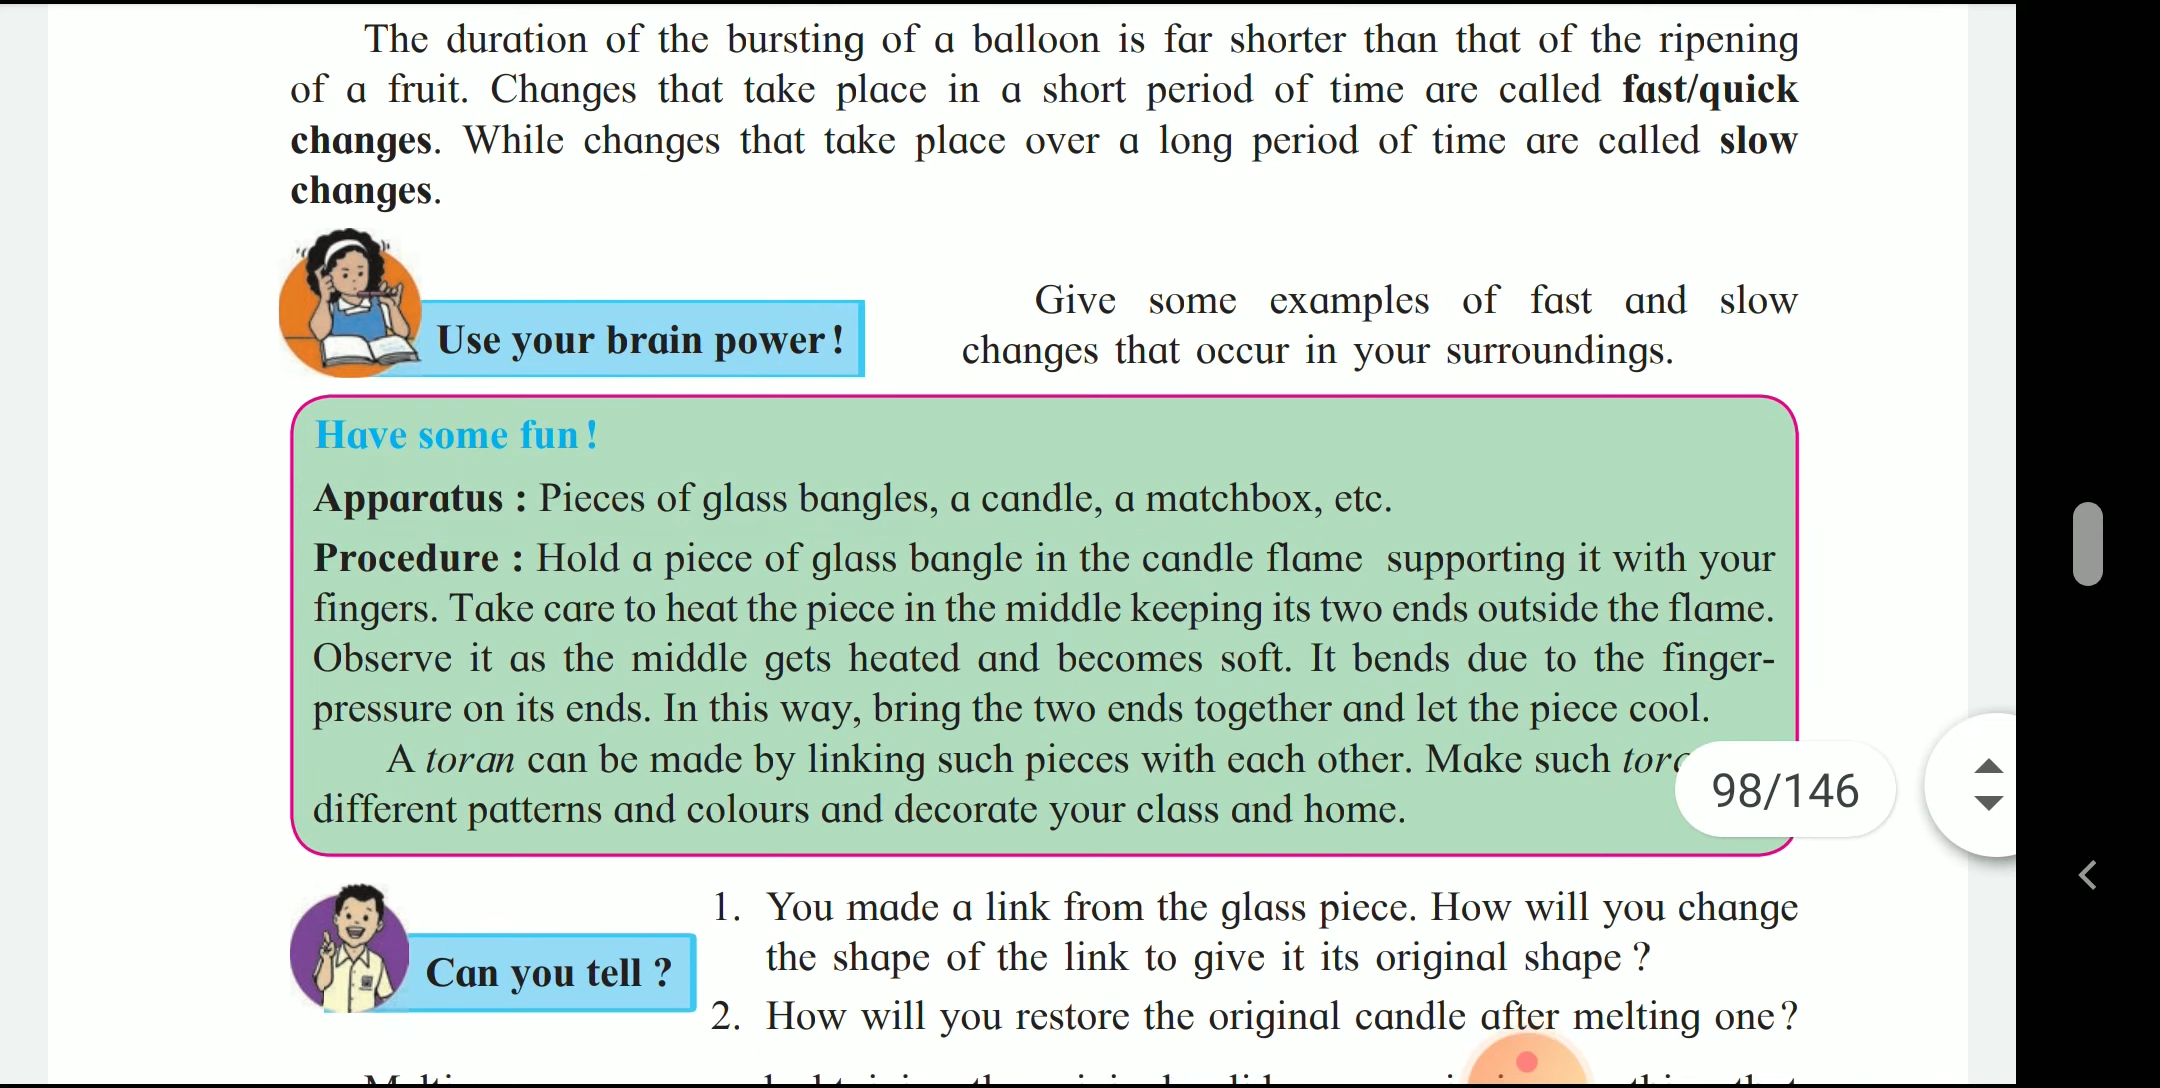 The duration of the bursting of a balloon is far shorter than that of the ripening
of a fruit. Changes that take place in a short period of time are called fast/quick
changes. While changes that take place over a long period of time are called slow
changes.
Use your brain power!
Give some examples of fast and slow
changes that occur in your surroundings.
Have some fun!
Apparatus : Pieces of glass bangles, a candle, a matchbox, etc.
Procedure : Hold a piece of glass bangle in the candle flame supporting it with your
fingers. Take care to heat the piece in the middle keeping its two ends outside the flame.
Observe it as the middle gets heated and becomes soft. It bends due to the finger-
pressure on its ends. In this way, bring the two ends together and let the piece cool.
A toran can be made by linking such pieces with each other. Make such
different patterns and colours and decorate your class and home.
98/146
Can you tell ?
1. You made a link from the glass piece. How will you change
the shape of the link to give it its original shape ?
2. How will you restore the original candle after melting one?